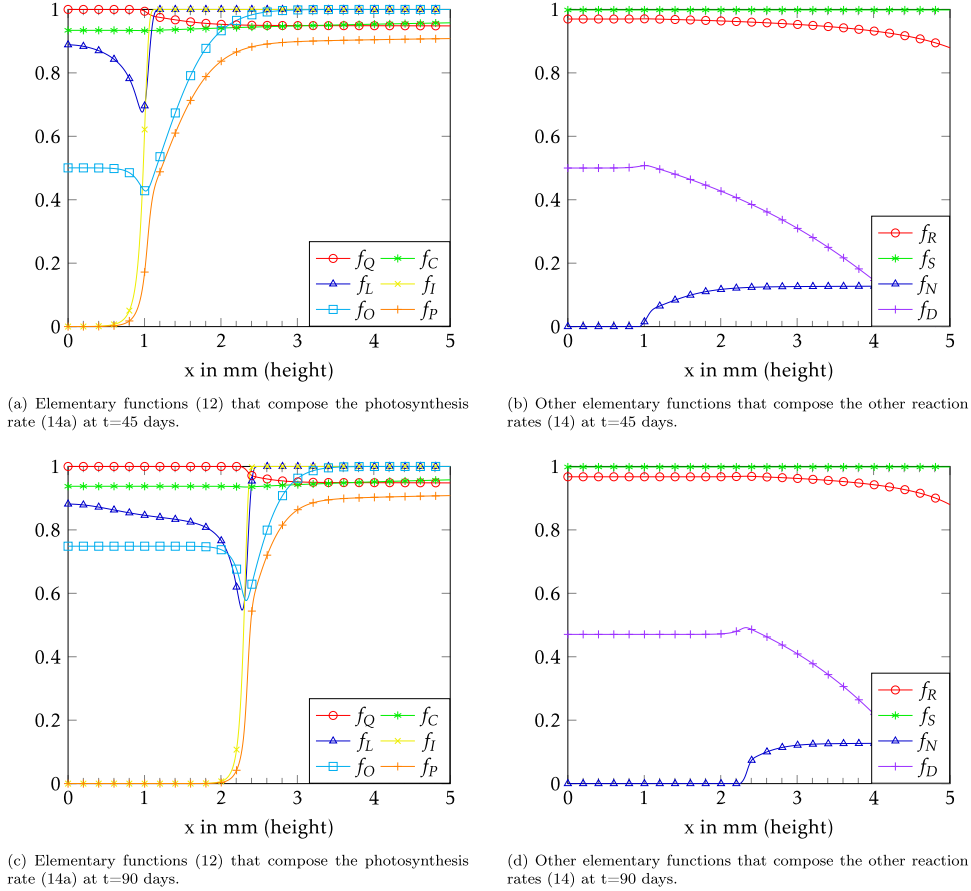 1
0.8
0.6
0.4
0.2
0
0 1 2 3 4 5
x in mm (height)
f_Q f_C
f_L f_I
f_O f_P
(a) Elementary functions (12) that compose the photosynthesis
rate (14a) at t=45 days.
1
0.8
0.6
0.4
0.2
0
0 1 2 3 4 5
x in mm (height)
f_R
f_S
f_N
f_D
(b) Other elementary functions that compose the other reaction
rates (14) at t=45 days.
1
0.8
0.6
0.4
0.2
0
0 1 2 3 4 5
x in mm (height)
f_Q f_C
f_L f_I
f_O f_P
(c) Elementary functions (12) that compose the photosynthesis
rate (14a) at t=90 days.
1
0.8
0.6
0.4
0.2
0
0 1 2 3 4 5
x in mm (height)
f_R
f_S
f_N
f_D
(d) Other elementary functions that compose the other reaction
rates (14) at t=90 days.